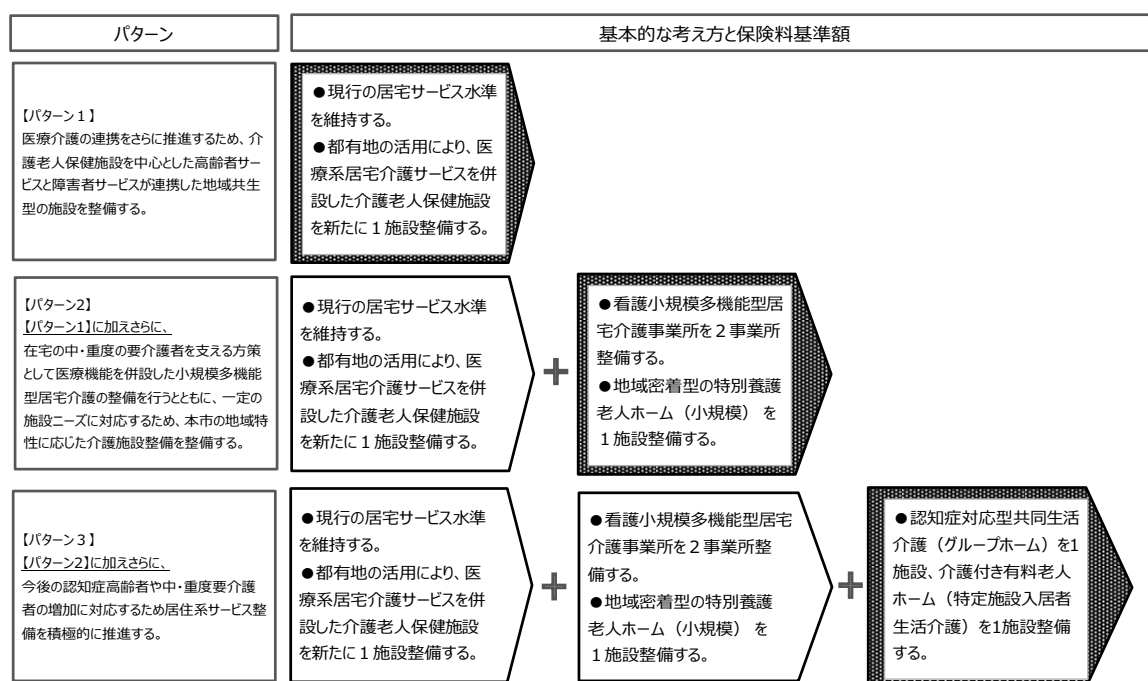 パターン
基本的な考え方と保険料基準額
【パターン１】
医療介護の連携をさらに推進するため、介
護老人保健施設を中心とした高齢者サー
ビスと障害者サービスが連携した地域共生
型の施設を整備する。
●現行の居宅サービス水準
を維持する。
●都有地の活用により、医
療系居宅介護サービスを併
設した介護老人保健施設
を新たに１施設整備する。
【パターン2】
【パターン1】に加えさらに、
在宅の中・重度の要介護者を支える方策
として医療機能を併設した小規模多機能
型居宅介護の整備を行うとともに、一定の
施設ニーズに対応するため、本市の地域特
性に応じた介護施設整備を整備する。
●現行の居宅サービス水準
を維持する。
●都有地の活用により、医
療系居宅介護サービスを併
設した介護老人保健施設
を新たに１施設整備する。
+
●看護小規模多機能型居
宅介護事業所を２事業所
整備する。
●地域密着型の特別養護
老人ホーム（小規模） を
１施設整備する。
【パターン３】
【パターン2】に加えさらに、
今後の認知症高齢者や中・重度要介護
者の増加に対応するため居住系サービス整
備を積極的に推進する。
●現行の居宅サービス水準
を維持する。
●都有地の活用により、医
療系居宅介護サービスを併
設した介護老人保健施設
を新たに１施設整備する。
+
●看護小規模多機能型居宅
介護事業所を２事業所整
備する。
●地域密着型の特別養護
老人ホーム（小規模） を
１施設整備する。
+
●認知症対応型共同生活
介護（グループホーム）を1
施設、介護付き有料老人
ホーム（特定施設入居者
生活介護）を1施設整備
する。